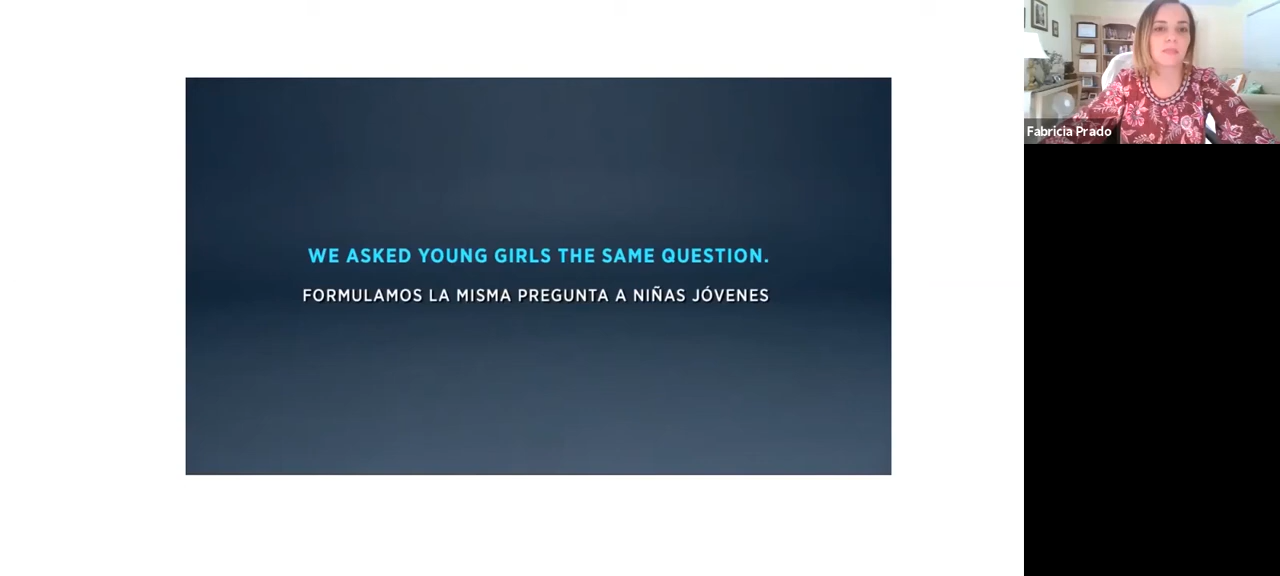 WE ASKED YOUNG GIRLS THE SAME QUESTION.
FORMULAMOS LA MISMA PREGUNTA A NIÑAS JÓVENES
Fabricia Prado